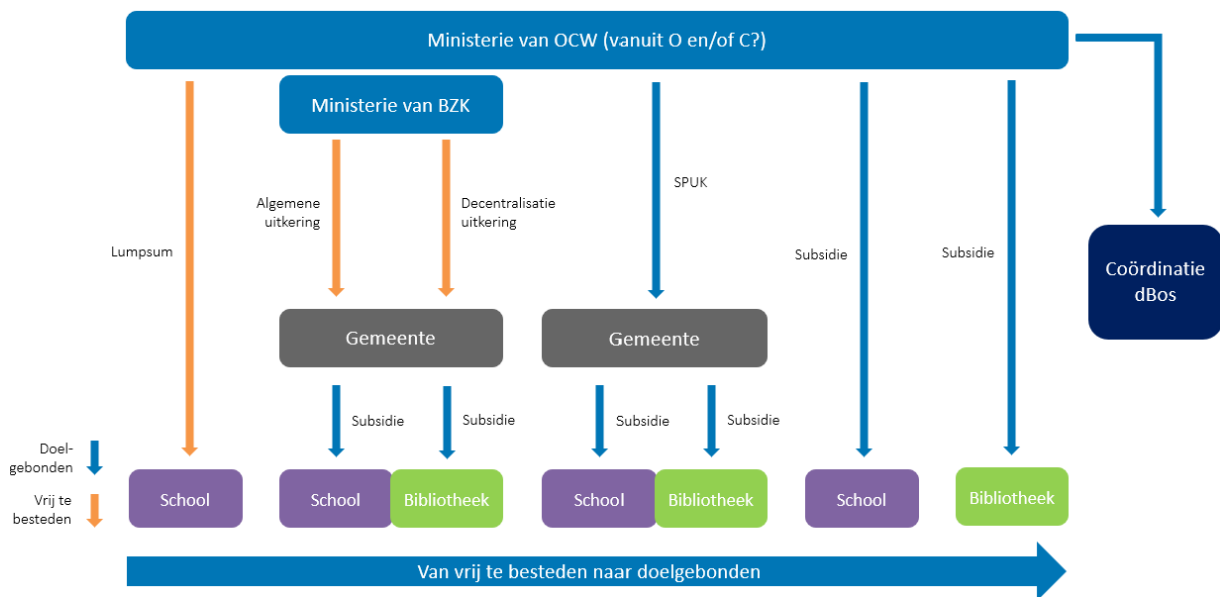 Ministerie van OCW (vanuit O en/of C?)
Ministerie van BZK
Algemene
uitkering
Decentralisatie
uitkering
SPUK
Lumpsum
Subsidie
Subsidie
Coördinatie
dBos
Gemeente
Gemeente
Subsidie
Subsidie
Subsidie
Subsidie
Doel-
gebonden
Vrij te
besteden
School
School
Bibliotheek
School
Bibliotheek
School
Bibliotheek
Van vrij te besteden naar doelgebonden